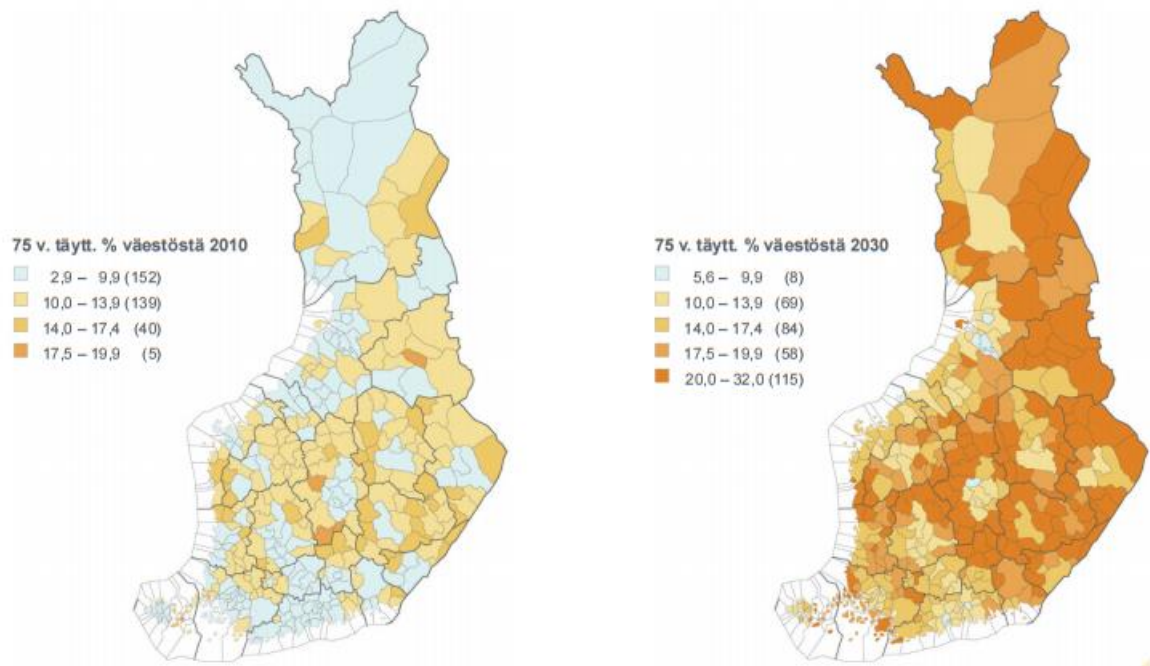 75 v. täytt. % väestöstä 2010
2,9 – 9,9 (152)
10,0 – 13,9 (139)
14,0 – 17,4 (40)
17,5 – 19,9 (5)
75 v. täytt. % väestöstä 2030
5,6 – 9,9 (8)
10,0 – 13,9 (69)
14,0 – 17,4 (84)
17,5 – 19,9 (58)
20,0 – 32,0 (115)